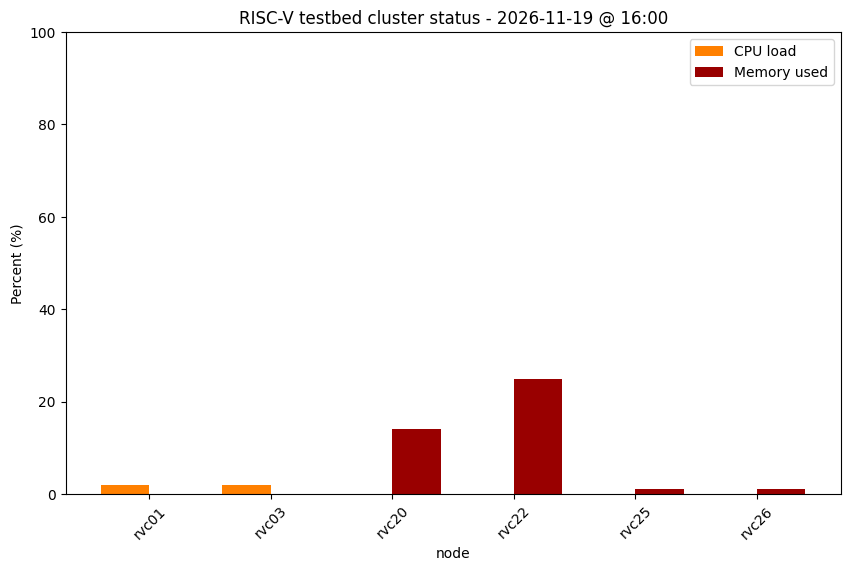 RISC-V testbed cluster status - 2026-11-19 @ 16:00
CPU load
Memory used
Percent (%)
100
80
60
40
20
0
rvc01
rvc03
rvc20
rvc22
rvc25
rvc26
node